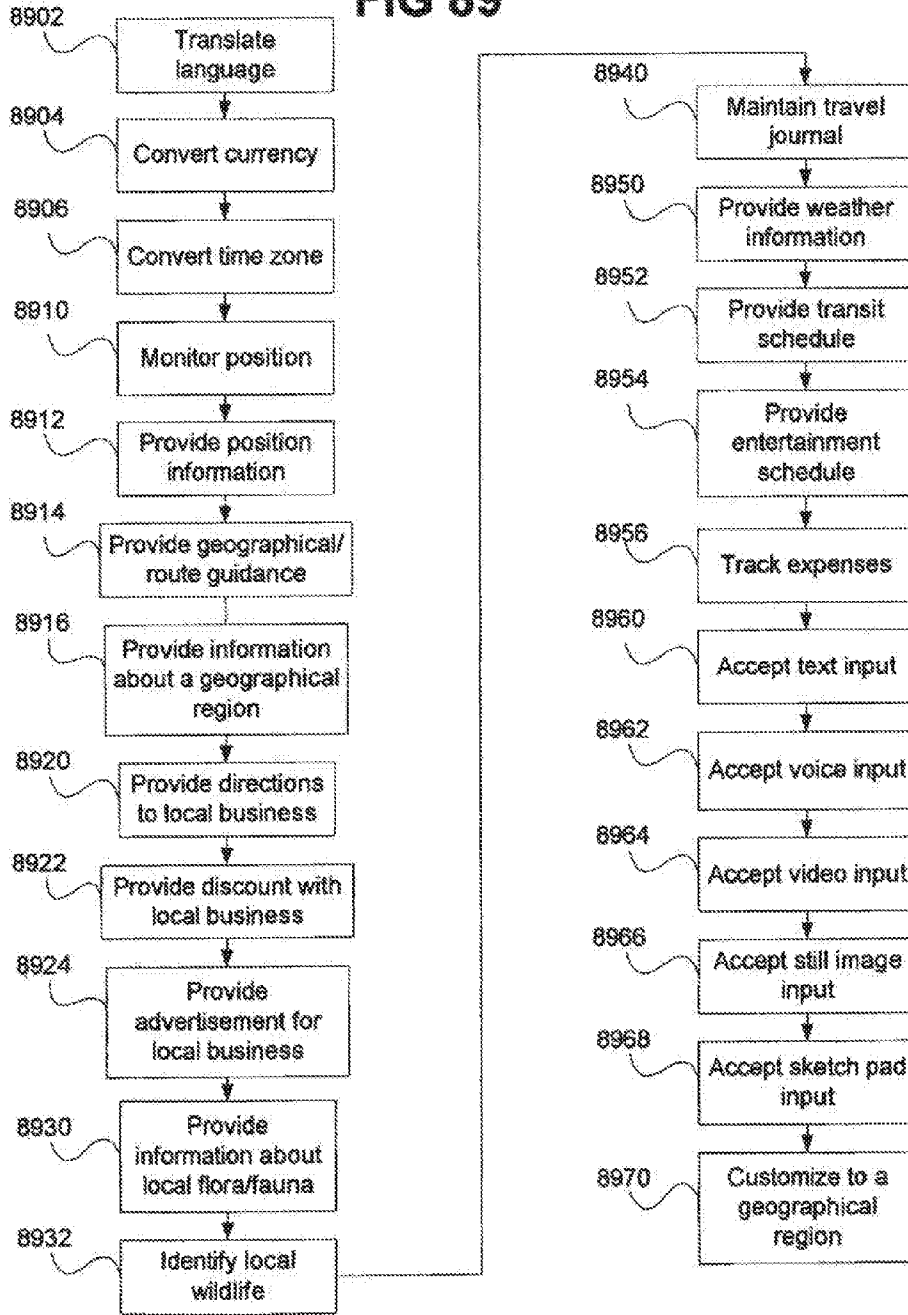 FIG 89
8902
Translate
language
8904
Convert currency
8906
Convert time zone
8910
Monitor position
8912
Provide position
information
8914
Provide geographical/
route guidance
8916
Provide information
about a geographical
region
8920
Provide directions
to local business
8922
Provide discount with
local business
8924
Provide
advertisement for
local business
8930
Provide
information about
local flora/fauna
8932
Identify local
wildlife
8940
Maintain travel
journal
8950
Provide weather
information
8952
Provide transit
schedule
8954
Provide
entertainment
schedule
8956
Track expenses
8960
Accept text input
8962
Accept voice input
8964
Accept video input
8966
Accept still image
input
8968
Accept sketch pad
input
8970
Customize to a
geographical
region